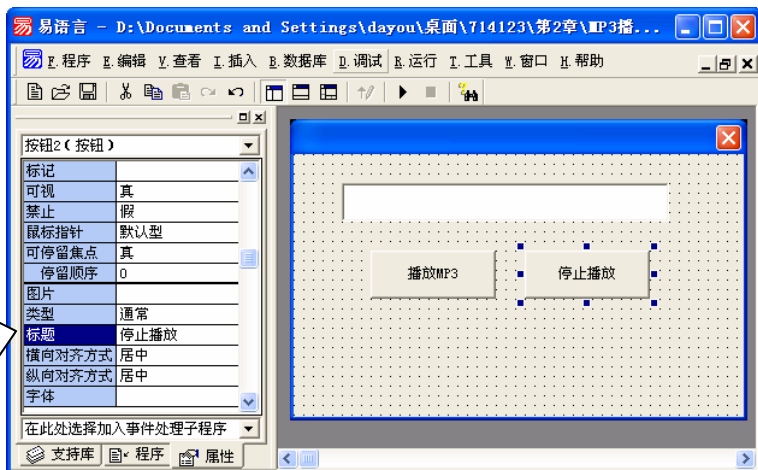 易语言 - D:\Documents and Settings\dayou\桌面\714123\第2章\MP3播...
F.程序 E.编辑 V.查看 I.插入 B.数据库 D.调试 R.运行 T.工具 W.窗口 H.帮助
按钮2(按钮)
标记
可视 真
禁止 假
鼠标指针 默认型
可停留焦点 真
停留顺序 0
图片
类型 通常
标题 停止播放
横向对齐方式 居中
纵向对齐方式 居中
字体
在此处选择加入事件处理子程序
支持库 程序 属性
播放MP3 停止播放